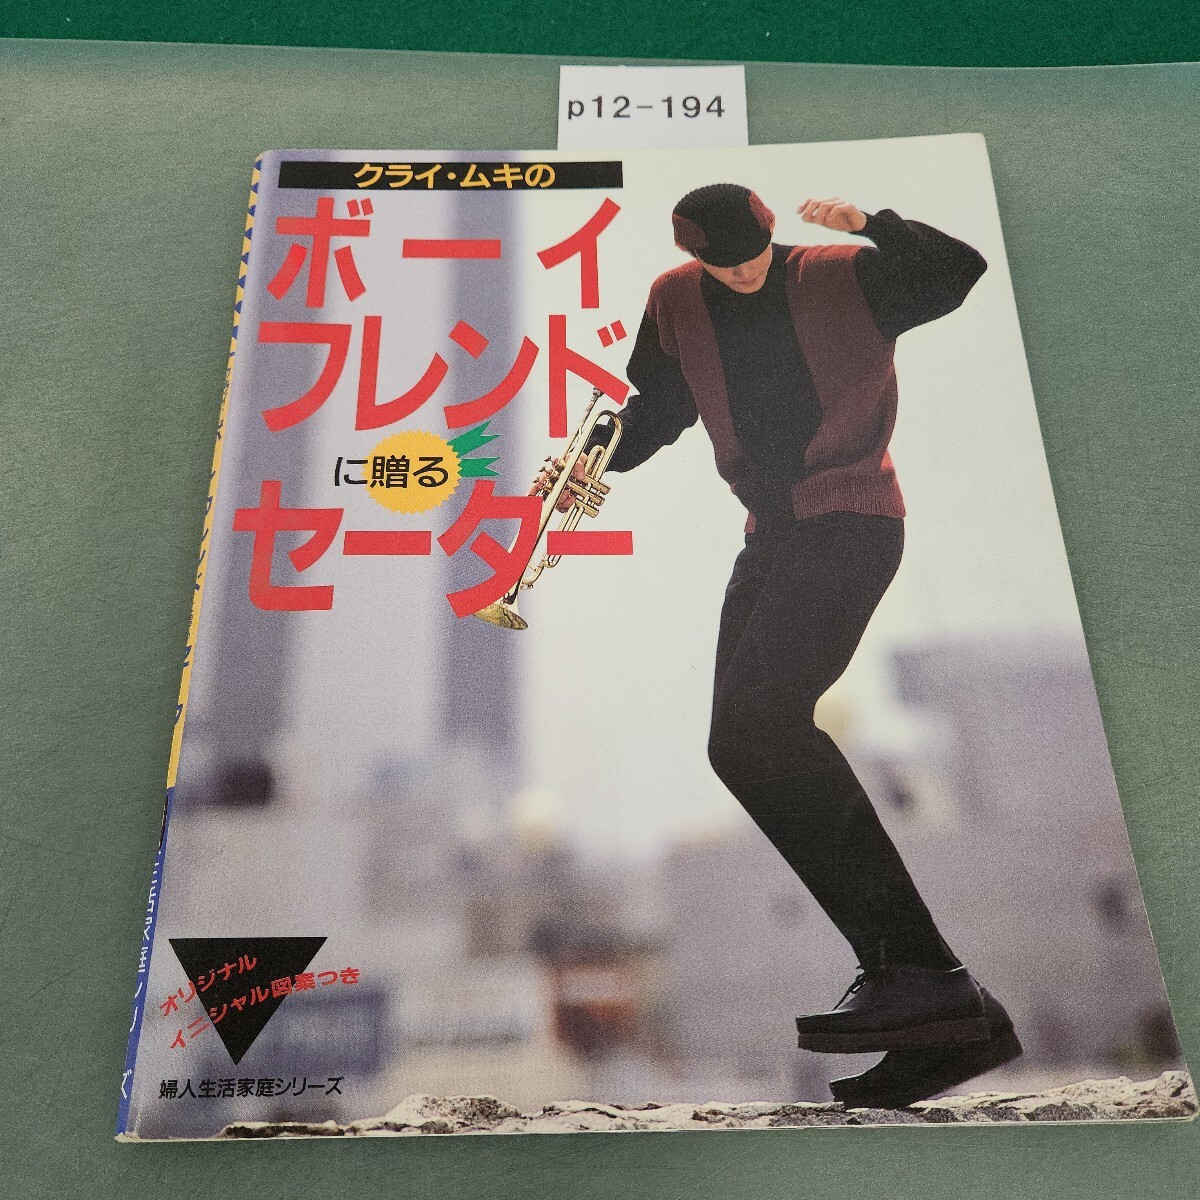 p12-194
クライ・ムキの
ボーイ
フレンド
に贈る
セーター
オリジナル
イニシャル図案つき
婦人生活家庭シリーズ